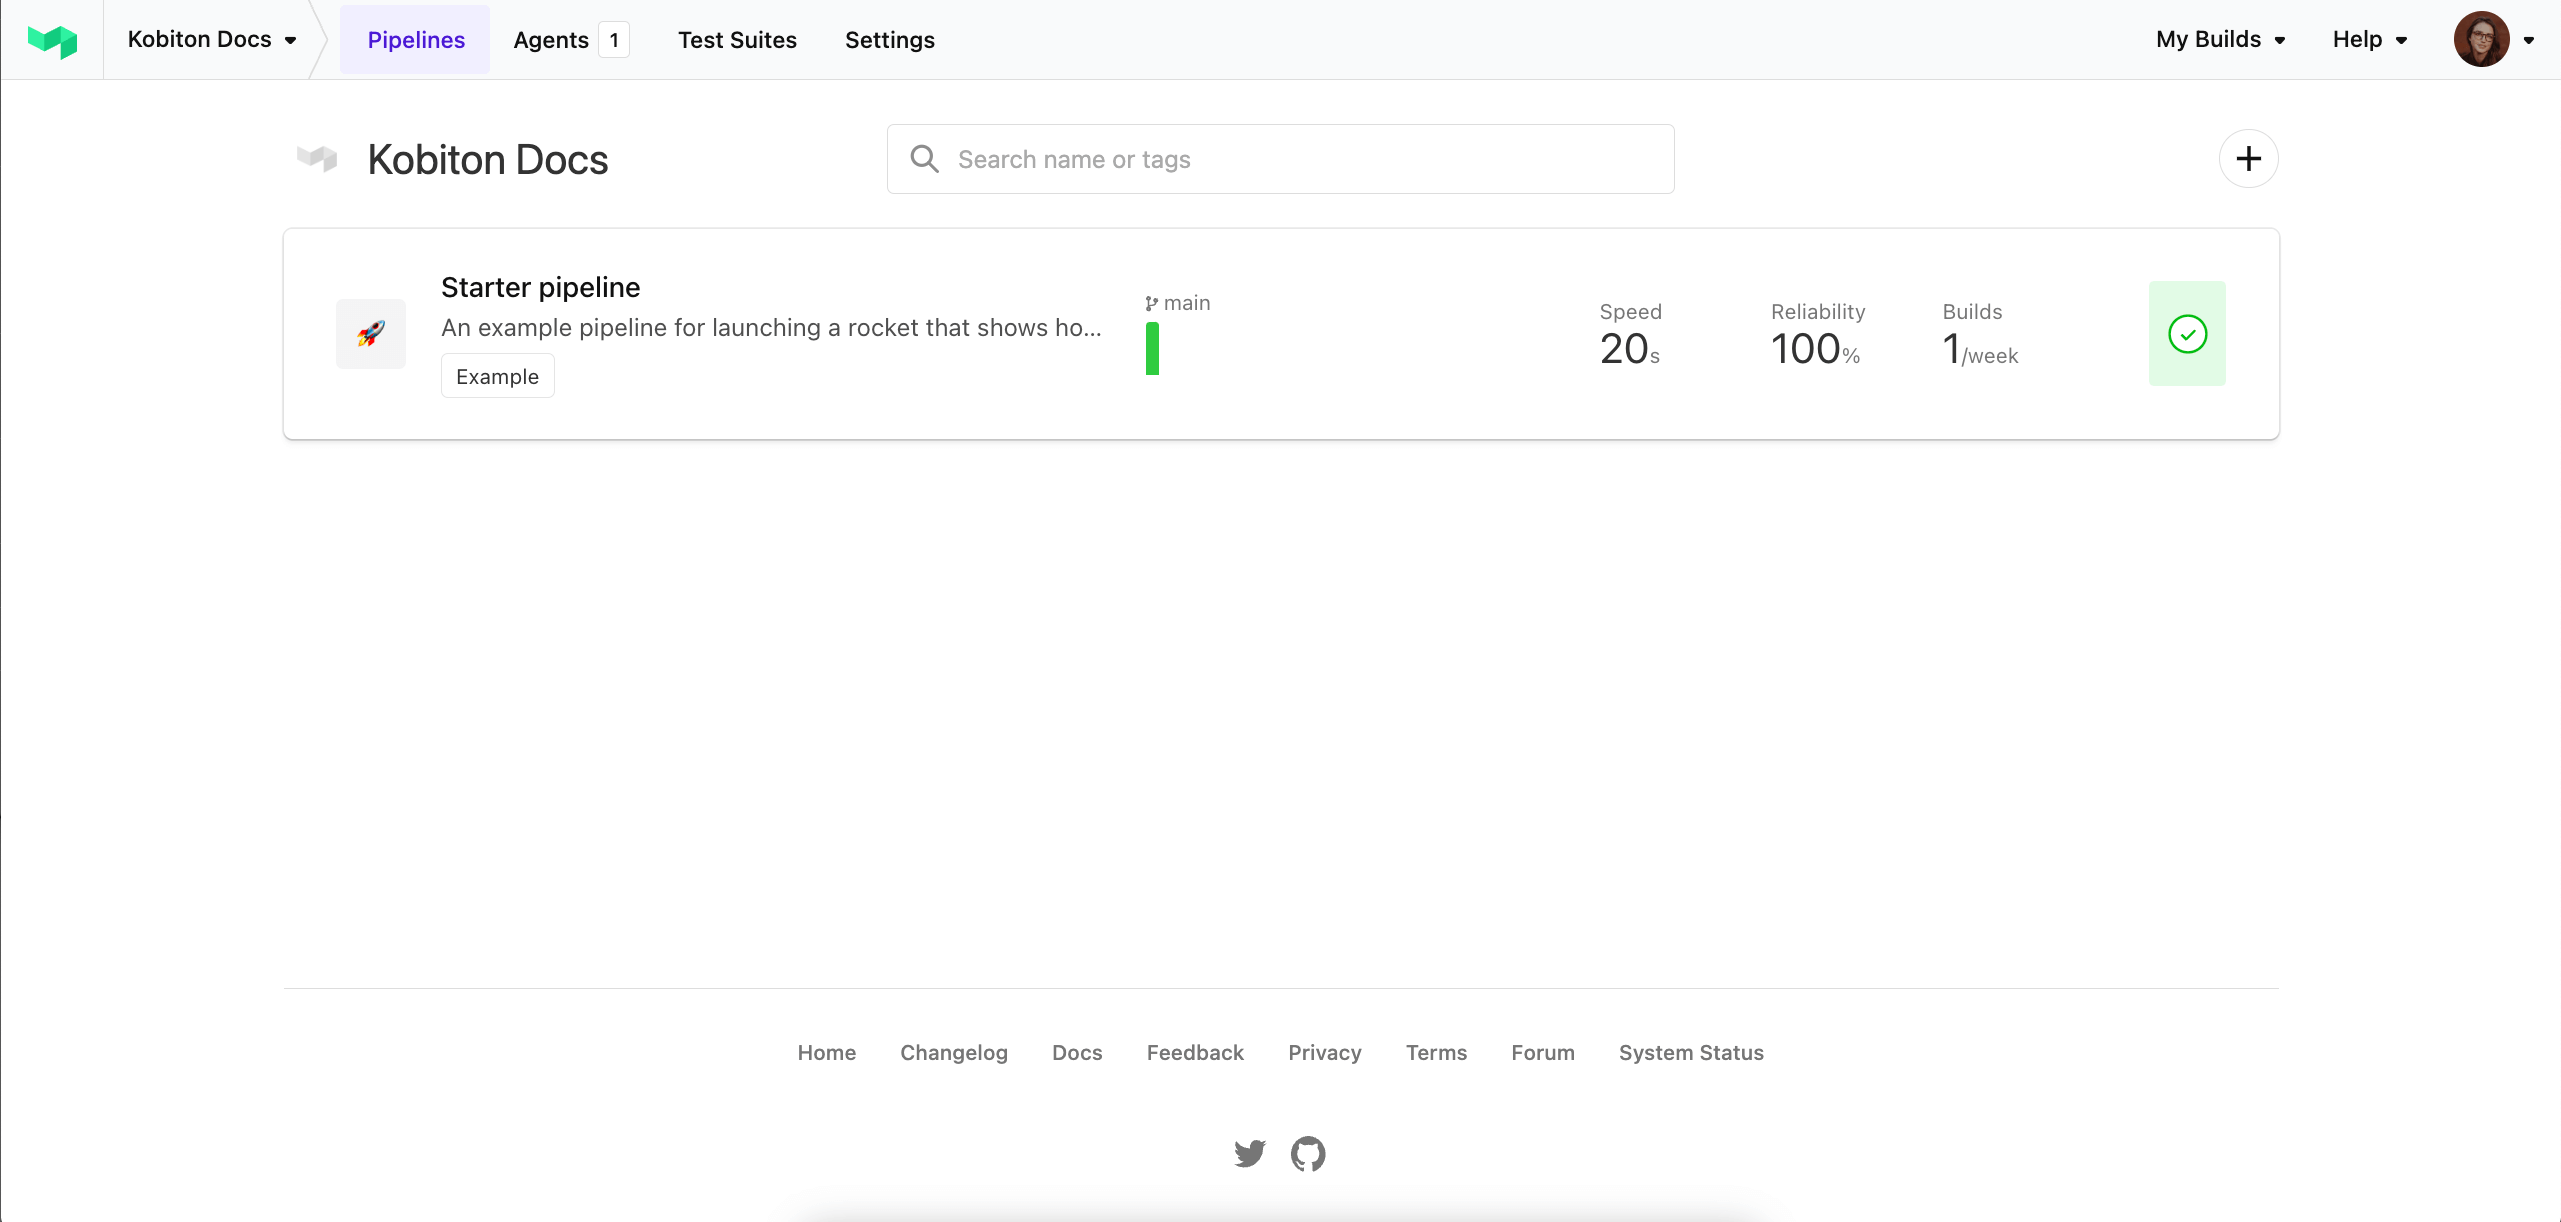 Kobiton Docs Pipelines Agents 1 Test Suites Settings My Builds Help
Kobiton Docs Search name or tags
Starter pipeline
An example pipeline for launching a rocket that shows ho...
Example
main
Speed Reliability Builds
20s 100% 1/week
Home Changelog Docs Feedback Privacy Terms Forum System Status